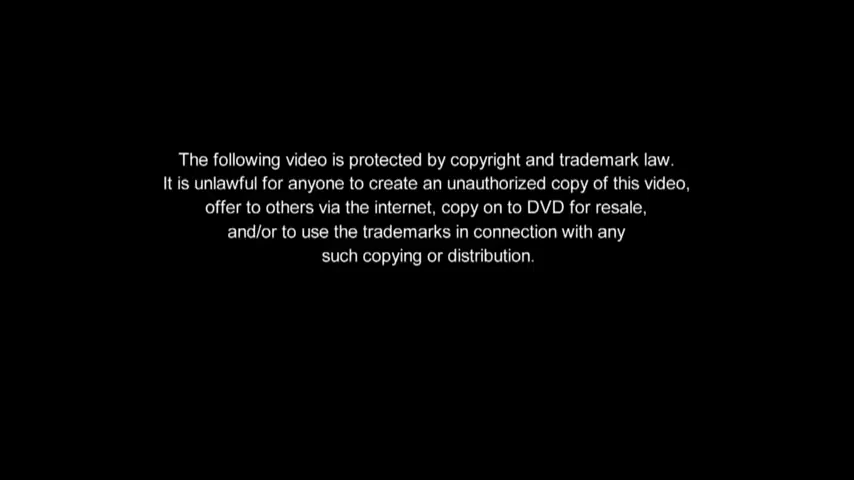 The following video is protected by copyright and trademark law.
It is unlawful for anyone to create an unauthorized copy of this video,
offer to others via the internet, copy on to DVD for resale,
and/or to use the trademarks in connection with any
such copying or distribution.